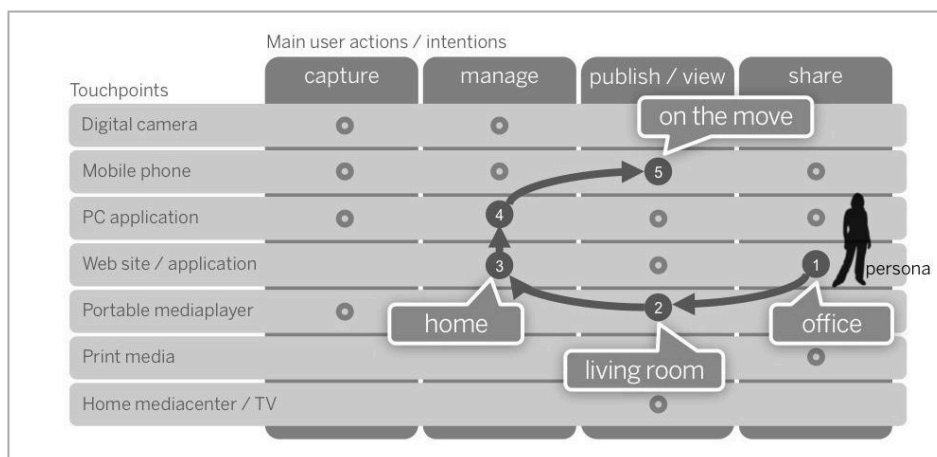 Main user actions / intentions
capture manage publish / view share
Touchpoints
Digital camera
on the move
Mobile phone
5
PC application
4
Web site / application
3
1
persona
Portable mediaplayer
2
home
office
Print media
living room
Home mediacenter / TV